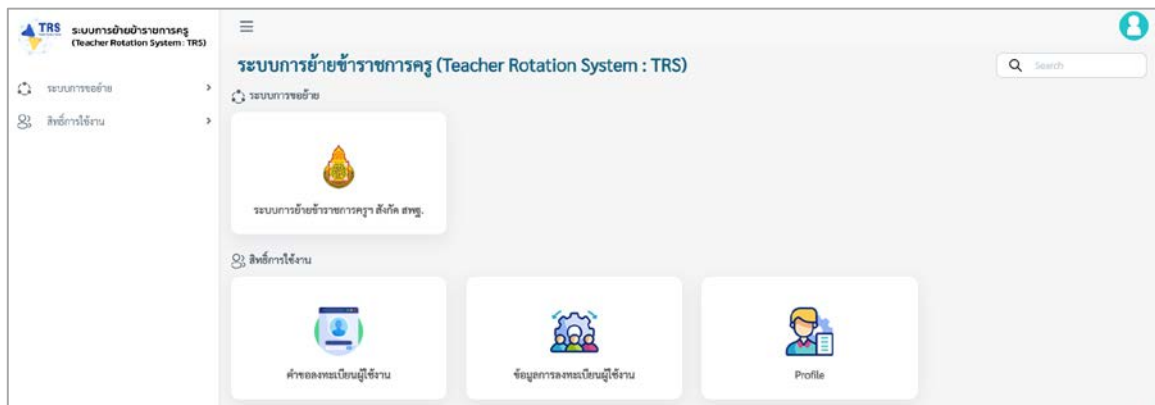 TRS ระบบการย้ายข้าราชการครู
(Teacher Rotation System : TRS)
ระบบการขอย้าย
สิทธิ์การใช้งาน
ระบบการย้ายข้าราชการครู (Teacher Rotation System : TRS)
Search
ระบบการขอย้าย
ระบบการย้ายข้าราชการครูฯ สังกัด สพฐ.
สิทธิ์การใช้งาน
คำขอลงทะเบียนผู้ใช้งาน
ข้อมูลการลงทะเบียนผู้ใช้งาน
Profile